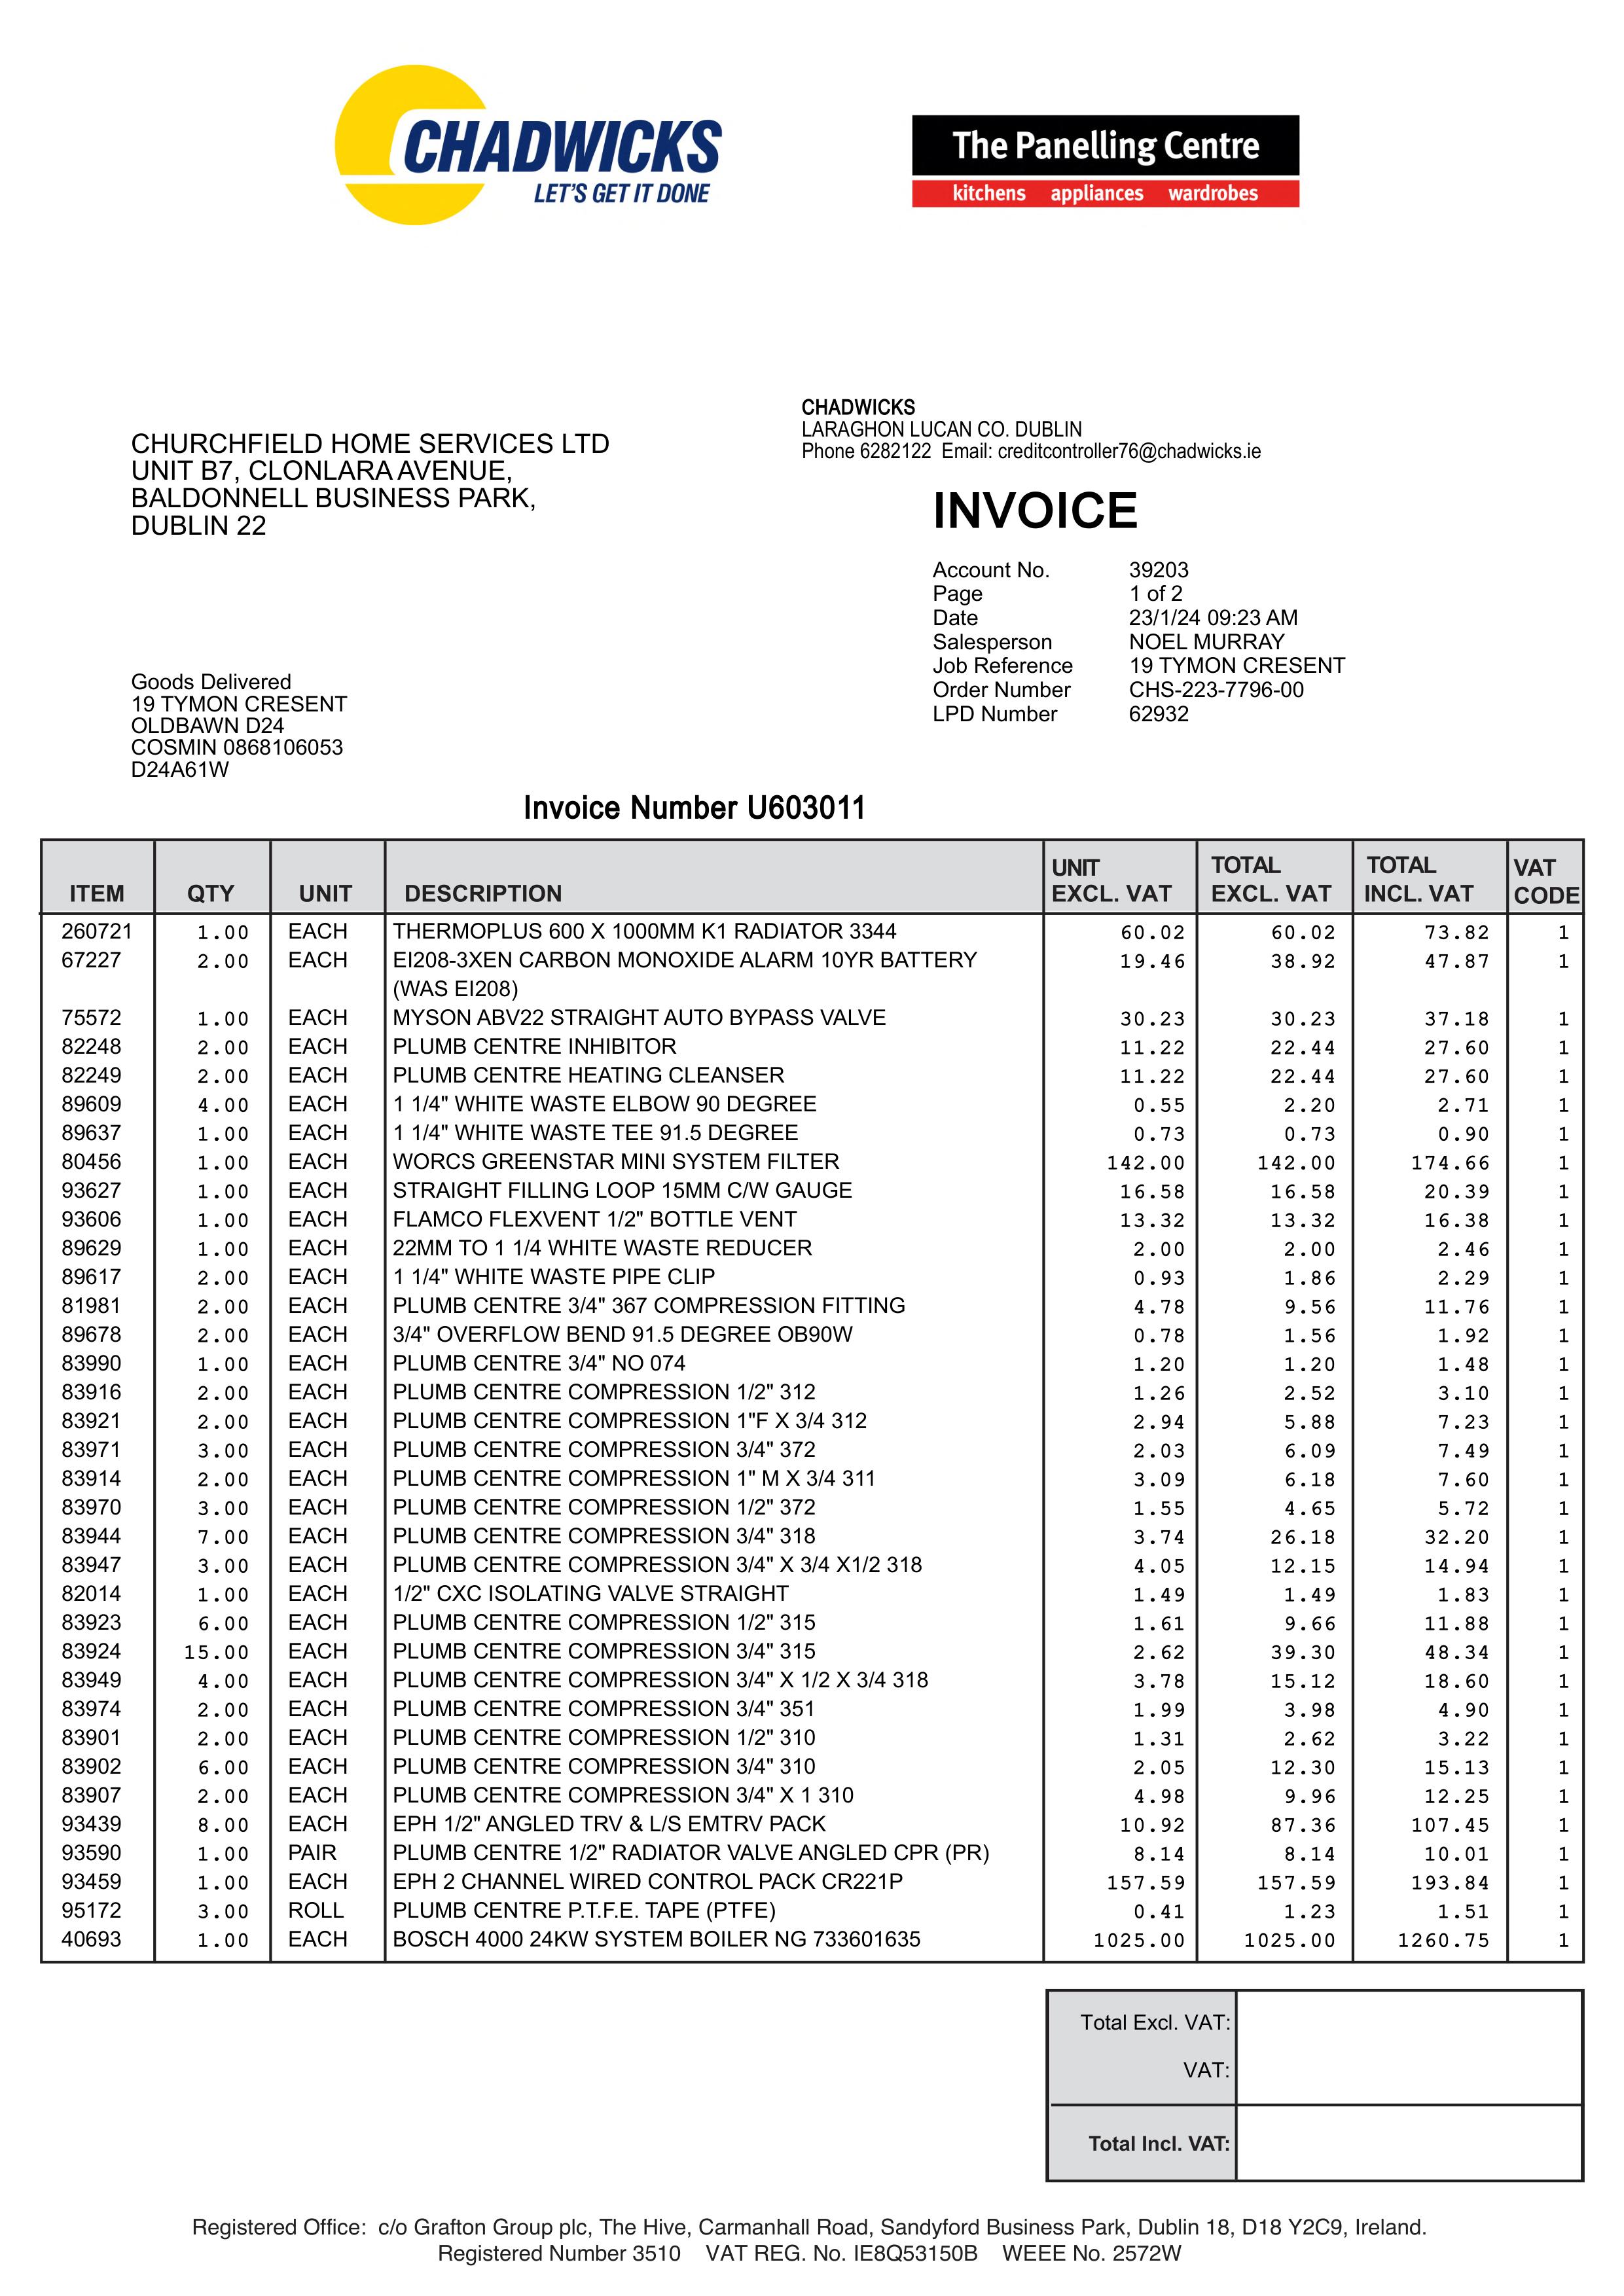 CHADWICKS
LET'S GET IT DONE
The Panelling Centre
kitchens appliances wardrobes
CHADWICKS
LARAGHON LUCAN CO. DUBLIN
Phone 6282122 Email: creditcontroller76@chadwicks.ie
CHURCHFIELD HOME SERVICES LTD
UNIT B7, CLONLARA AVENUE,
BALDONNELL BUSINESS PARK,
DUBLIN 22
INVOICE
Account No. 39203
Page 1 of 2
Date 23/1/24 09:23 AM
Salesperson NOEL MURRAY
Job Reference 19 TYMON CRESENT
Order Number CHS-223-7796-00
LPD Number 62932
Goods Delivered
19 TYMON CRESENT
OLDBAWN D24
COSMIN 0868106053
D24A61W
Invoice Number U603011
ITEM QTY UNIT DESCRIPTION UNIT EXCL. VAT TOTAL EXCL. VAT TOTAL INCL. VAT VAT CODE
260721 1.00 EACH THERMOPLUS 600 X 1000MM K1 RADIATOR 3344 60.02 60.02 73.82 1
67227 2.00 EACH EI208-3XEN CARBON MONOXIDE ALARM 10YR BATTERY 19.46 38.92 47.87 1
(WAS EI208)
75572 1.00 EACH MYSON ABV22 STRAIGHT AUTO BYPASS VALVE 30.23 30.23 37.18 1
82248 2.00 EACH PLUMB CENTRE INHIBITOR 11.22 22.44 27.60 1
82249 2.00 EACH PLUMB CENTRE HEATING CLEANSER 11.22 22.44 27.60 1
89609 4.00 EACH 1 1/4" WHITE WASTE ELBOW 90 DEGREE 0.55 2.20 2.71 1
89637 1.00 EACH 1 1/4" WHITE WASTE TEE 91.5 DEGREE 0.73 0.73 0.90 1
80456 1.00 EACH WORCS GREENSTAR MINI SYSTEM FILTER 142.00 142.00 174.66 1
93627 1.00 EACH STRAIGHT FILLING LOOP 15MM C/W GAUGE 16.58 16.58 20.39 1
93606 1.00 EACH FLAMCO FLEXVENT 1/2" BOTTLE VENT 13.32 13.32 16.38 1
89629 1.00 EACH 22MM TO 1 1/4 WHITE WASTE REDUCER 2.00 2.00 2.46 1
89617 2.00 EACH 1 1/4" WHITE WASTE PIPE CLIP 0.93 1.86 2.29 1
81981 2.00 EACH PLUMB CENTRE 3/4" 367 COMPRESSION FITTING 4.78 9.56 11.76 1
89678 2.00 EACH 3/4" OVERFLOW BEND 91.5 DEGREE OB90W 0.78 1.56 1.92 1
83990 1.00 EACH PLUMB CENTRE 3/4" NO 074 1.20 1.20 1.48 1
83916 2.00 EACH PLUMB CENTRE COMPRESSION 1/2" 312 1.26 2.52 3.10 1
83921 2.00 EACH PLUMB CENTRE COMPRESSION 1"F X 3/4 312 2.94 5.88 7.23 1
83971 3.00 EACH PLUMB CENTRE COMPRESSION 3/4" 372 2.03 6.09 7.49 1
83914 2.00 EACH PLUMB CENTRE COMPRESSION 1" M X 3/4 311 3.09 6.18 7.60 1
83970 3.00 EACH PLUMB CENTRE COMPRESSION 1/2" 372 1.55 4.65 5.72 1
83944 7.00 EACH PLUMB CENTRE COMPRESSION 3/4" 318 3.74 26.18 32.20 1
83947 3.00 EACH PLUMB CENTRE COMPRESSION 3/4" X 3/4 X1/2 318 4.05 12.15 14.94 1
82014 1.00 EACH 1/2" CXC ISOLATING VALVE STRAIGHT 1.49 1.49 1.83 1
83923 6.00 EACH PLUMB CENTRE COMPRESSION 1/2" 315 1.61 9.66 11.88 1
83924 15.00 EACH PLUMB CENTRE COMPRESSION 3/4" 315 2.62 39.30 48.34 1
83949 4.00 EACH PLUMB CENTRE COMPRESSION 3/4" X 1/2 X 3/4 318 3.78 15.12 18.60 1
83974 2.00 EACH PLUMB CENTRE COMPRESSION 3/4" 351 1.99 3.98 4.90 1
83901 2.00 EACH PLUMB CENTRE COMPRESSION 1/2" 310 1.31 2.62 3.22 1
83902 6.00 EACH PLUMB CENTRE COMPRESSION 3/4" 310 2.05 12.30 15.13 1
83907 2.00 EACH PLUMB CENTRE COMPRESSION 3/4" X 1 310 4.98 9.96 12.25 1
93439 8.00 EACH EPH 1/2" ANGLED TRV & L/S EMTRV PACK 10.92 87.36 107.45 1
93590 1.00 PAIR PLUMB CENTRE 1/2" RADIATOR VALVE ANGLED CPR (PR) 8.14 8.14 10.01 1
93459 1.00 EACH EPH 2 CHANNEL WIRED CONTROL PACK CR221P 157.59 157.59 193.84 1
95172 3.00 ROLL PLUMB CENTRE P.T.F.E. TAPE (PTFE) 0.41 1.23 1.51 1
40693 1.00 EACH BOSCH 4000 24KW SYSTEM BOILER NG 733601635 1025.00 1025.00 1260.75 1
Total Excl. VAT:
VAT:
Total Incl. VAT:
Registered Office: c/o Grafton Group plc, The Hive, Carmanhall Road, Sandyford Business Park, Dublin 18, D18 Y2C9, Ireland.
Registered Number 3510 VAT REG. No. IE8Q53150B WEEE No. 2572W